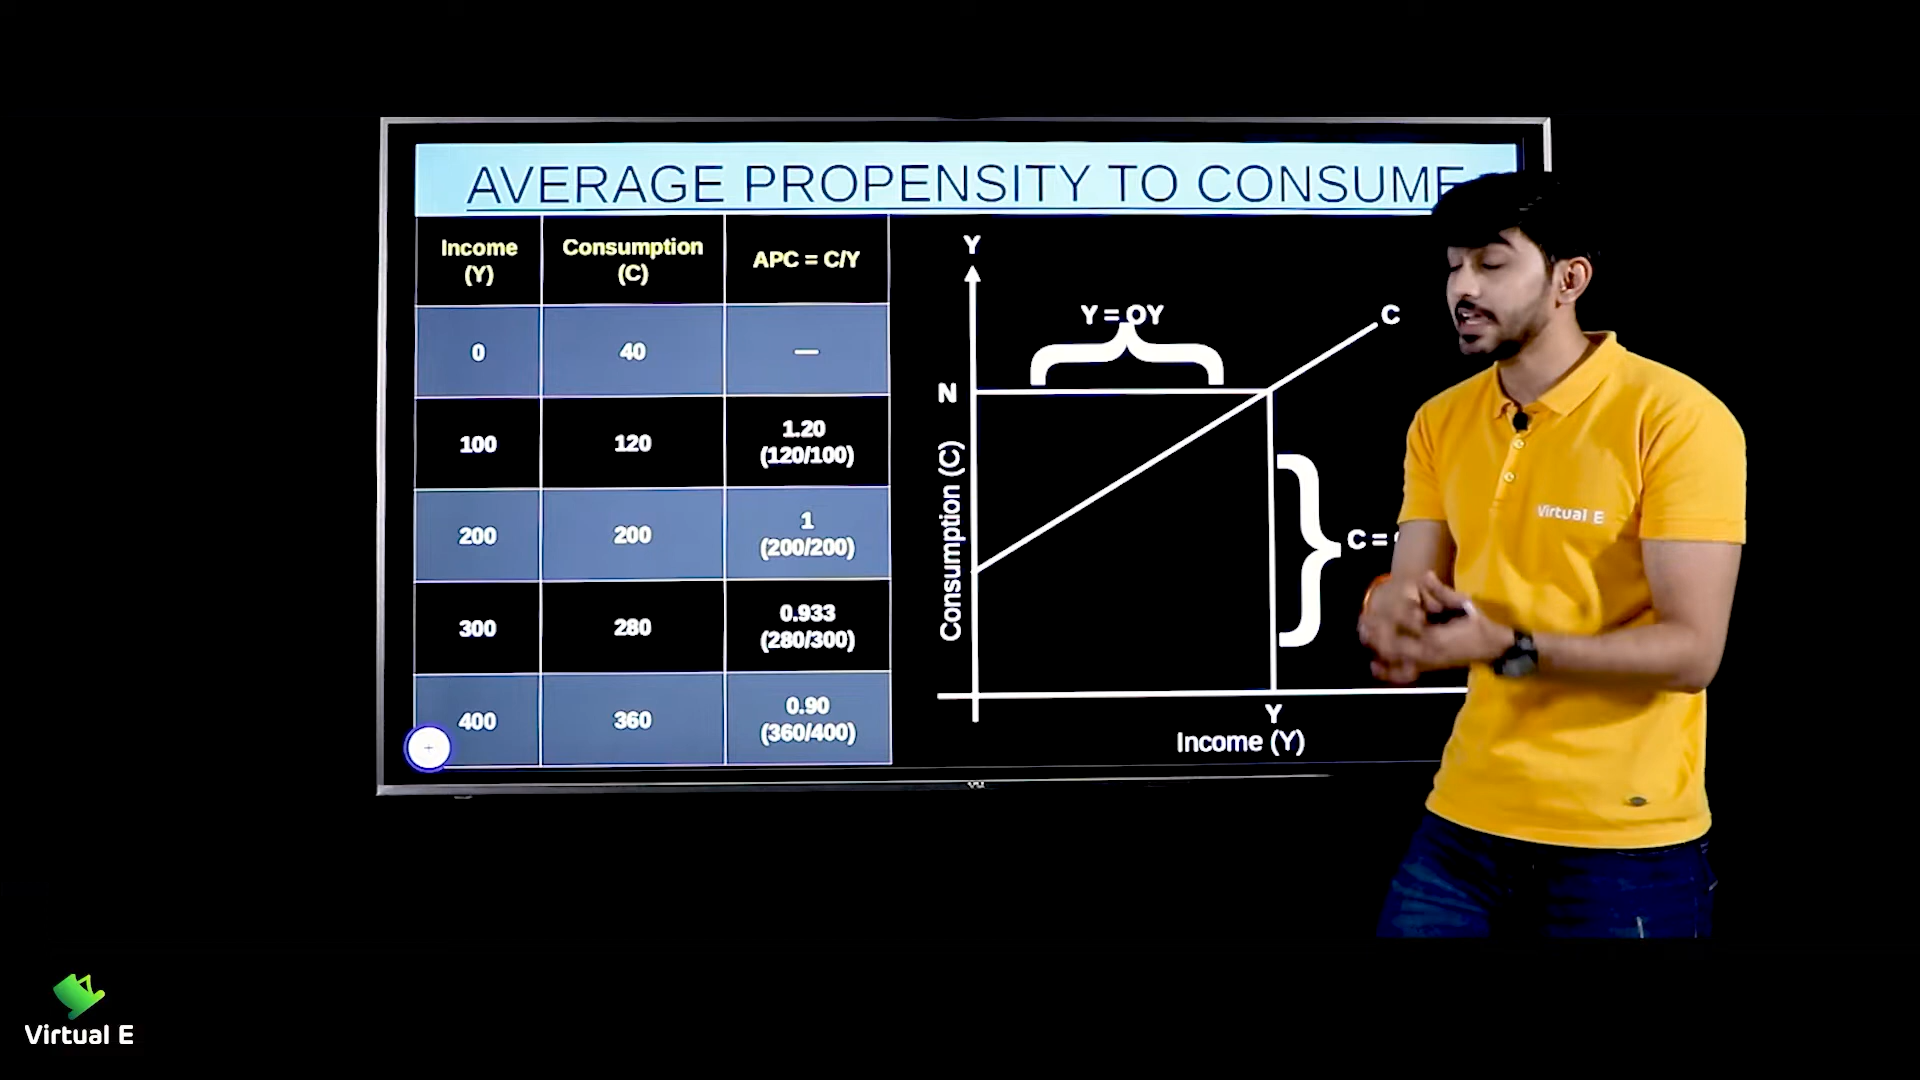 AVERAGE PROPENSITY TO CONSUME
Income
(Y)
Consumption
(C)
APC = C/Y
0
40
—
100
120
1.20
(120/100)
200
200
1
(200/200)
300
280
0.933
(280/300)
400
360
0.90
(360/400)
Y
Y = OY
C
N
Consumption (C)
C =
Y
Income (Y)
Virtual E
Virtual E